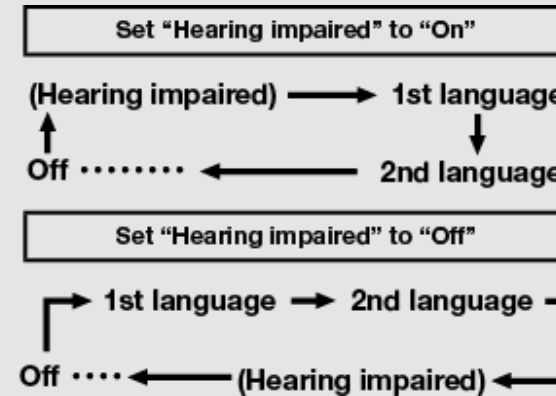 Set “Hearing impaired” to “On”
(Hearing impaired) 1st language
Off ········ 2nd language
Set “Hearing impaired” to “Off”
1st language 2nd language
Off ···· (Hearing impaired)